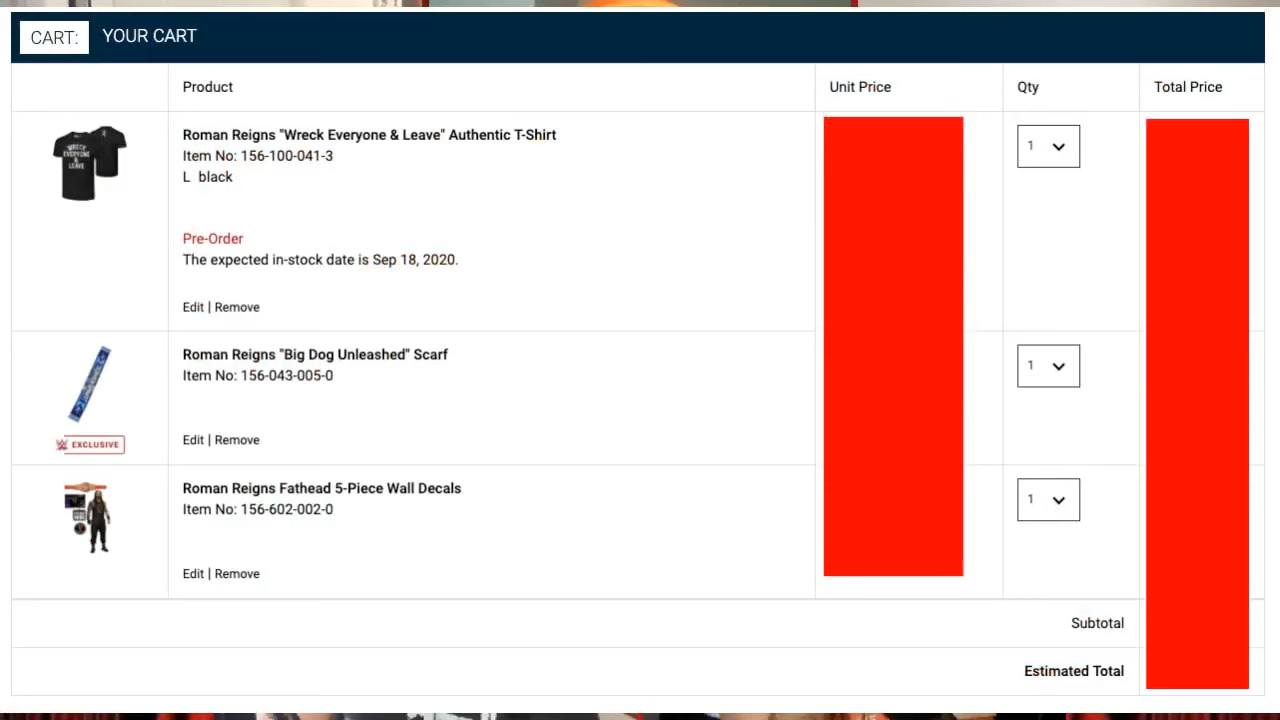 CART: YOUR CART
Product Unit Price Qty Total Price
WRECK
EVERYONE
&
LEAVE
Roman Reigns "Wreck Everyone & Leave" Authentic T-Shirt
Item No: 156-100-041-3
L black
1
Pre-Order
The expected in-stock date is Sep 18, 2020.
Edit | Remove
Roman Reigns "Big Dog Unleashed" Scarf
Item No: 156-043-005-0
1
EXCLUSIVE
Edit | Remove
Roman Reigns Fathead 5-Piece Wall Decals
Item No: 156-602-002-0
1
Edit | Remove
Subtotal
Estimated Total